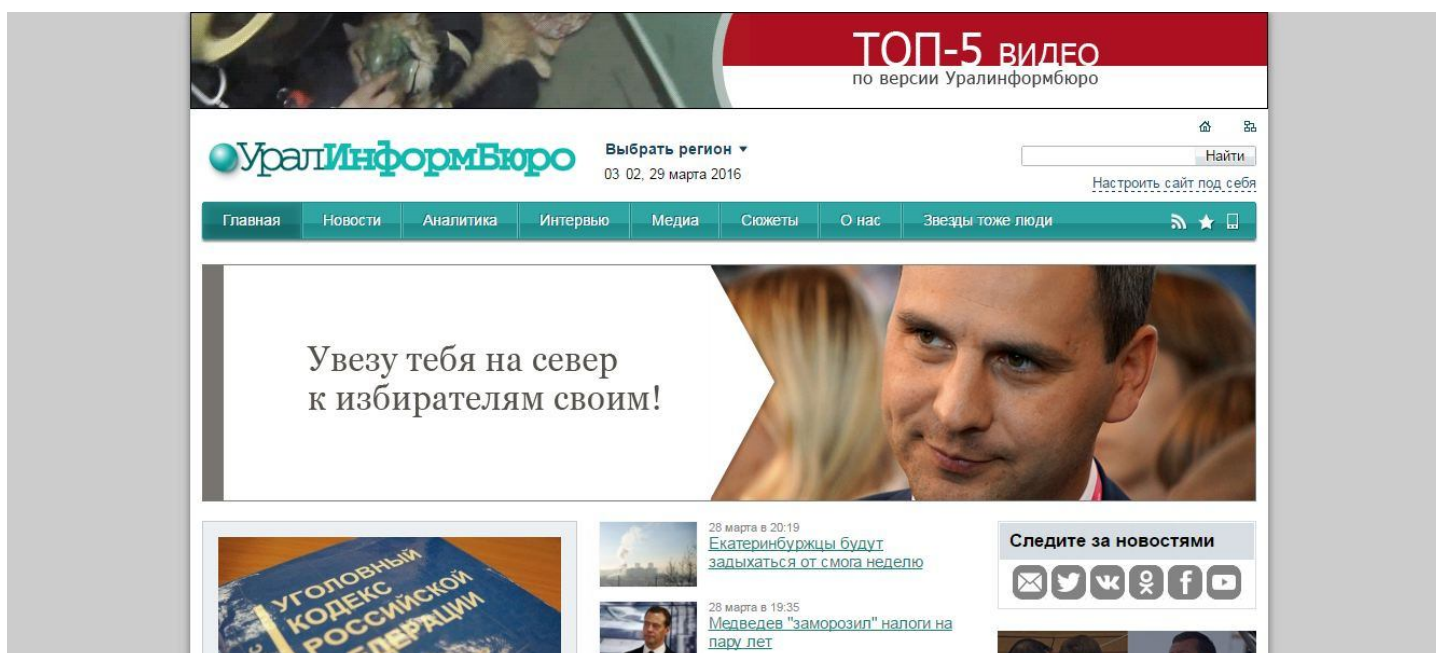 ТОП-5 ВИДЕО
по версии Уралинформбюро
УралИнформБюро
Выбрать регион
03 02, 29 марта 2016
Найти
Настроить сайт под себя
Главная Новости Аналитика Интервью Медиа Сюжеты О нас Звезды тоже люди
Увезу тебя на север
к избирателям своим!
УГОЛОВНЫЙ
КОДЕКС
РОССИЙСКОЙ
ФЕДЕРАЦИИ
28 марта в 20:19
Екатеринбуржцы будут
задыхаться от смога неделю
28 марта в 19:35
Медведев "заморозил" налоги на
пару лет
Следите за новостями